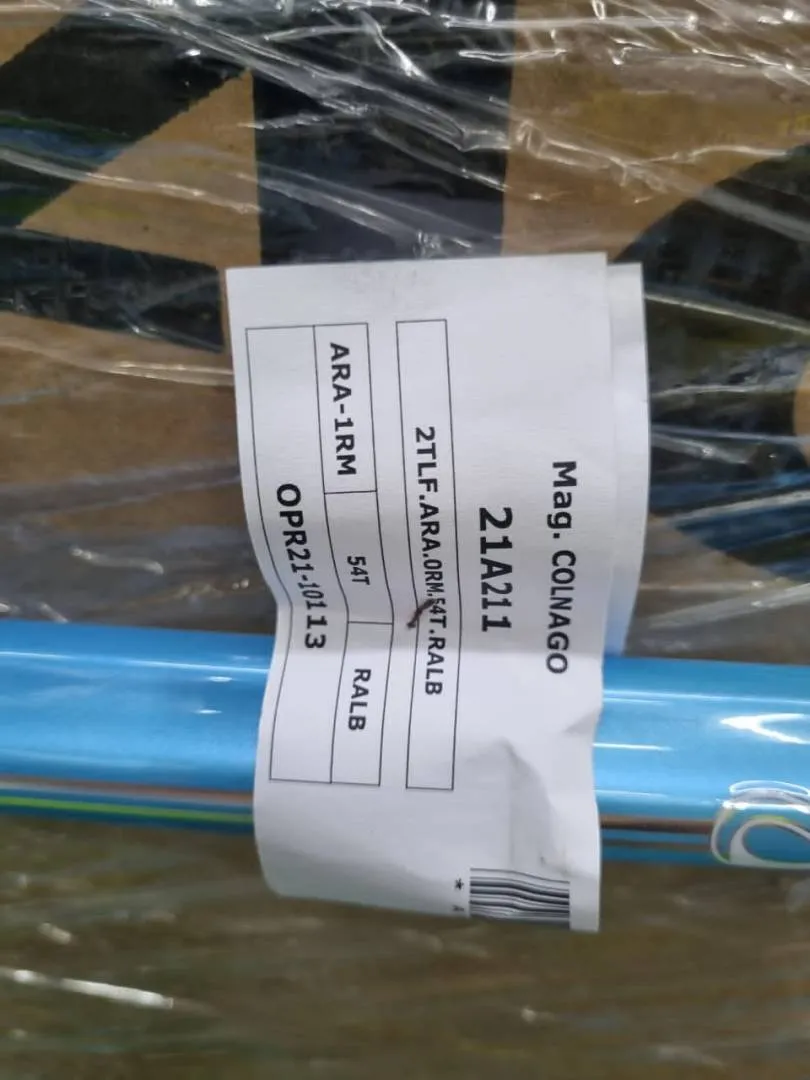 Mag. COLNAGO
21A211
2TLF.ARA.0RM.54T.RALB
ARA-1RM 54T RALB
OPR21-10113
*